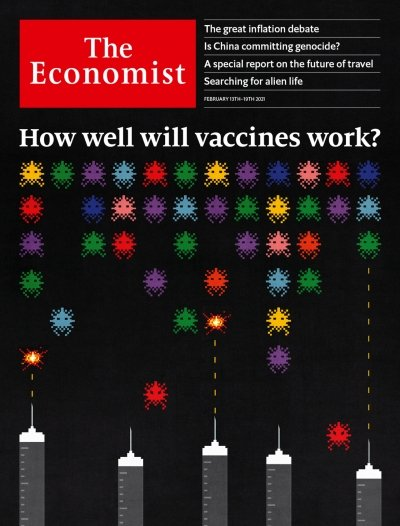 The
Economist
The great inflation debate
Is China committing genocide?
A special report on the future of travel
Searching for alien life
FEBRUARY 13TH–19TH 2021
How well will vaccines work?